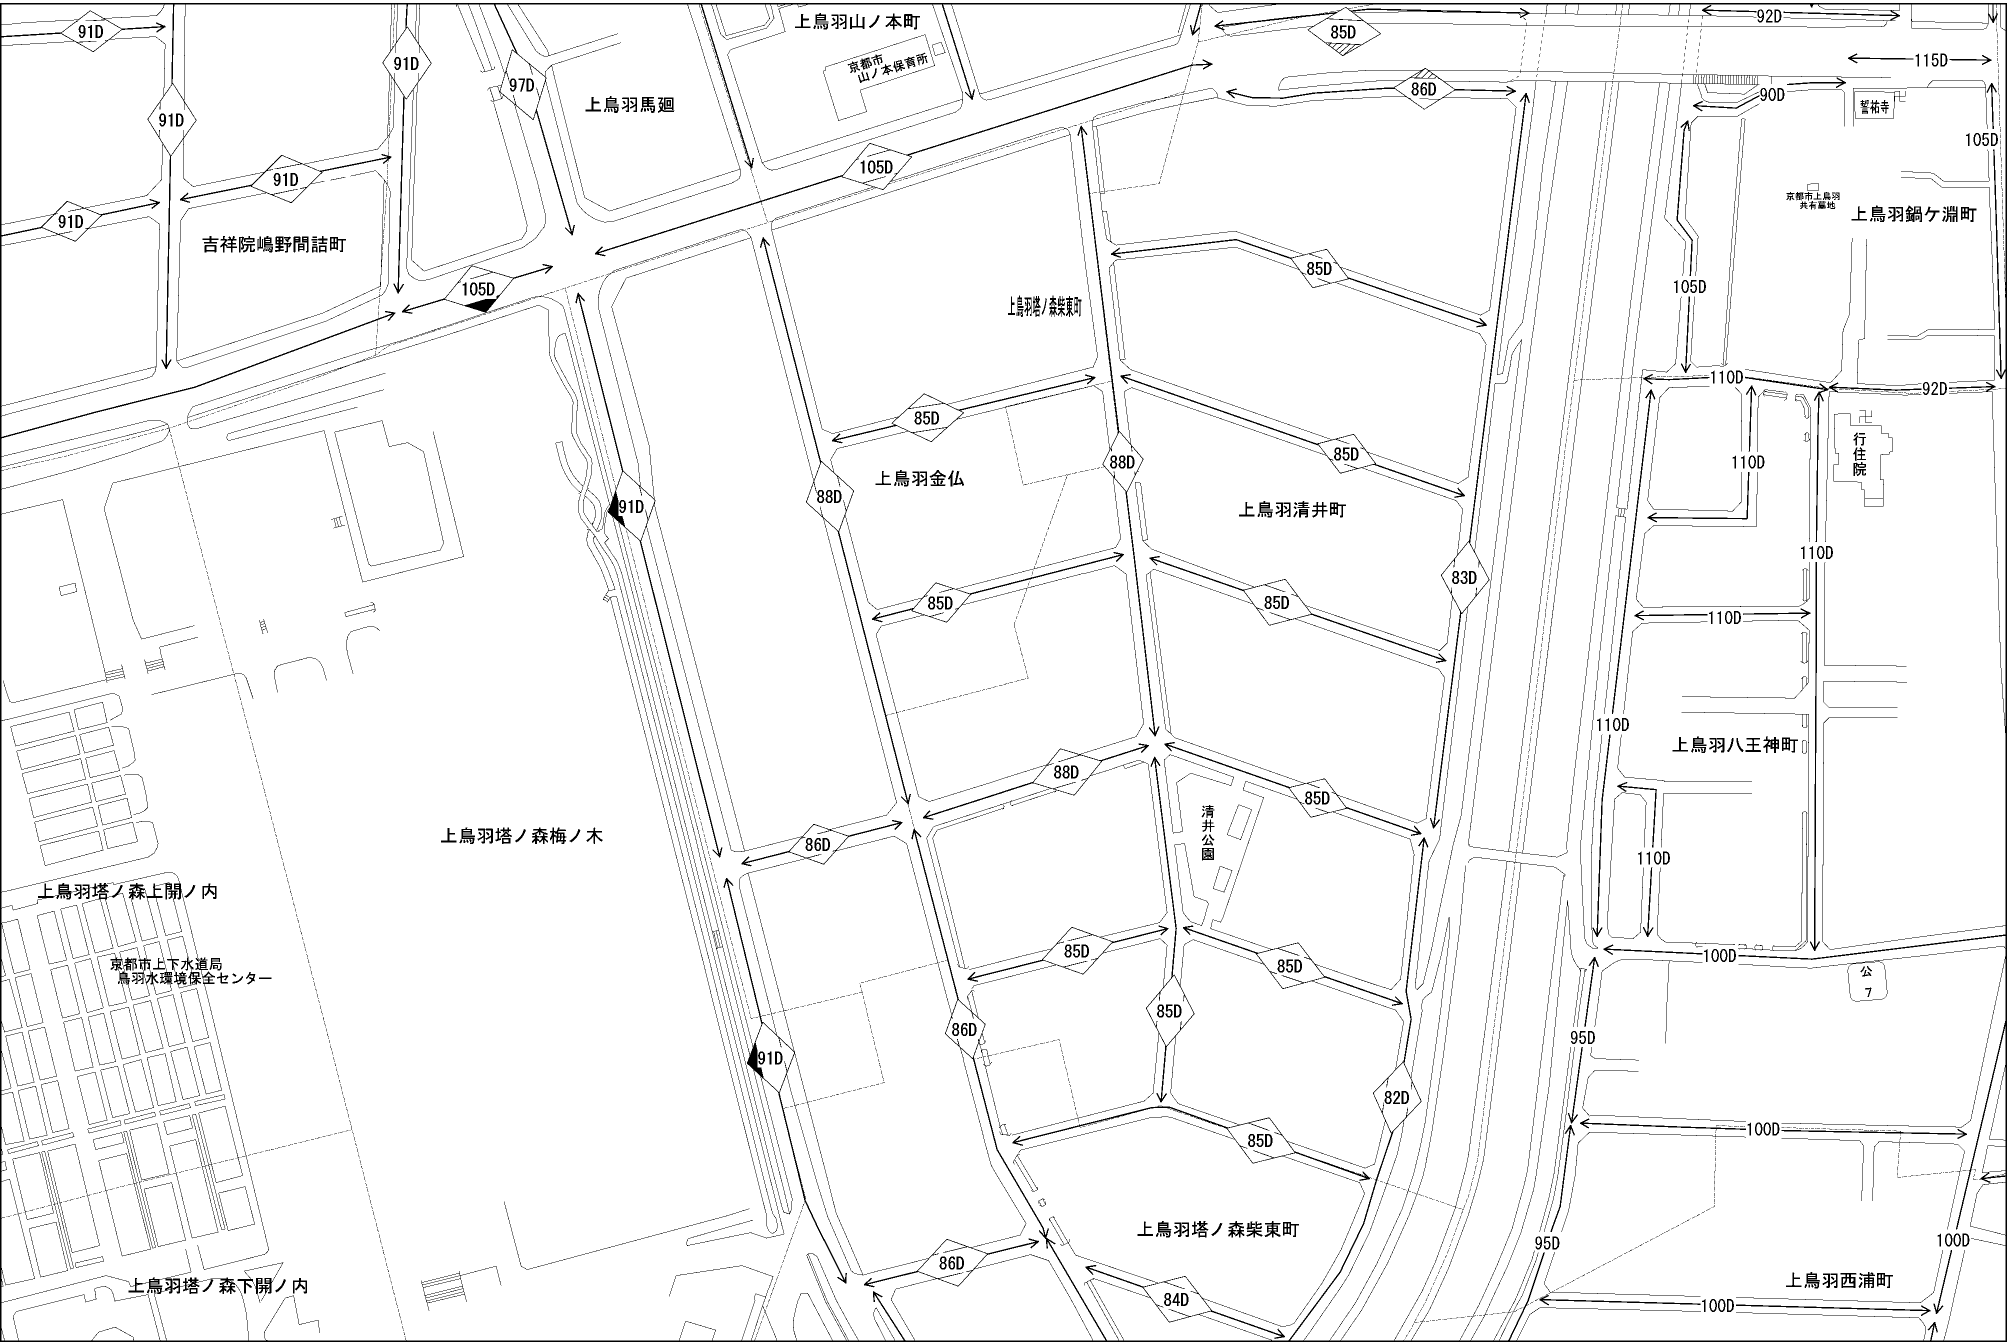 91D
上鳥羽山ノ本町
92D
85D
京都市
山ノ本保育所
91D
97D
115D
86D
90D
上鳥羽馬廻
誓祐寺
91D
105D
105D
91D
京都市上鳥羽
共有墓地
91D
上鳥羽鍋ケ淵町
吉祥院嶋野間詰町
85D
105D
105D
上鳥羽塔ノ森柴東町
110D
92D
85D
行住院
85D
88D
110D
上鳥羽金仏
88D
91D
上鳥羽清井町
110D
83D
85D
85D
110D
110D
上鳥羽八王神町
88D
85D
清井公園
上鳥羽塔ノ森梅ノ木
86D
110D
上鳥羽塔ノ森上開ノ内
85D
100D
京都市上下水道局
鳥羽水環境保全センター
85D
公
7
85D
86D
95D
91D
82D
85D
100D
上鳥羽塔ノ森柴東町
95D
100D
86D
上鳥羽塔ノ森下開ノ内
上鳥羽西浦町
84D
100D